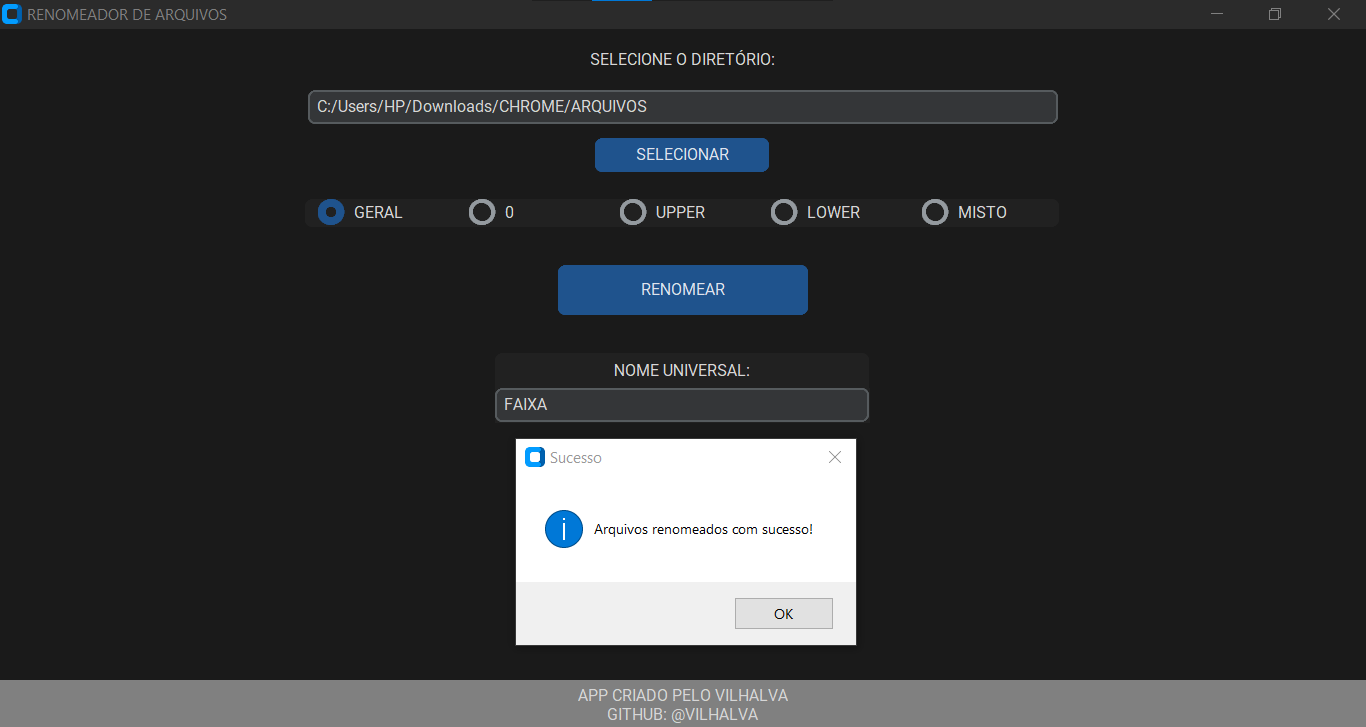 RENOMEADOR DE ARQUIVOS
SELECIONE O DIRETÓRIO:
C:/Users/HP/Downloads/CHROME/ARQUIVOS
SELECIONAR
GERAL 0 UPPER LOWER MISTO
RENOMEAR
NOME UNIVERSAL:
FAIXA
Sucesso
Arquivos renomeados com sucesso!
OK
APP CRIADO PELO VILHALVA
GITHUB: @VILHALVA